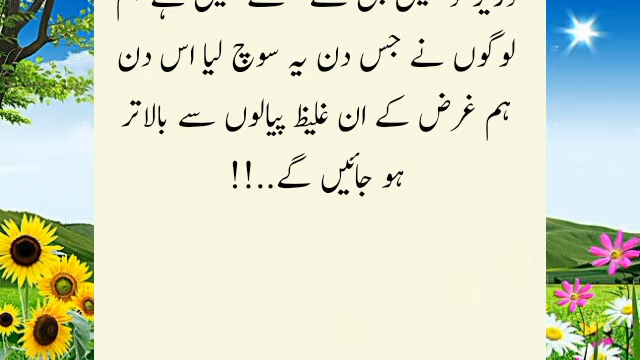 لوگوں نے جس دن یہ سوچ لیا اس دن
ہم غرض کے ان غلیظ پیالوں سے بالاتر
ہو جائیں گے..!!